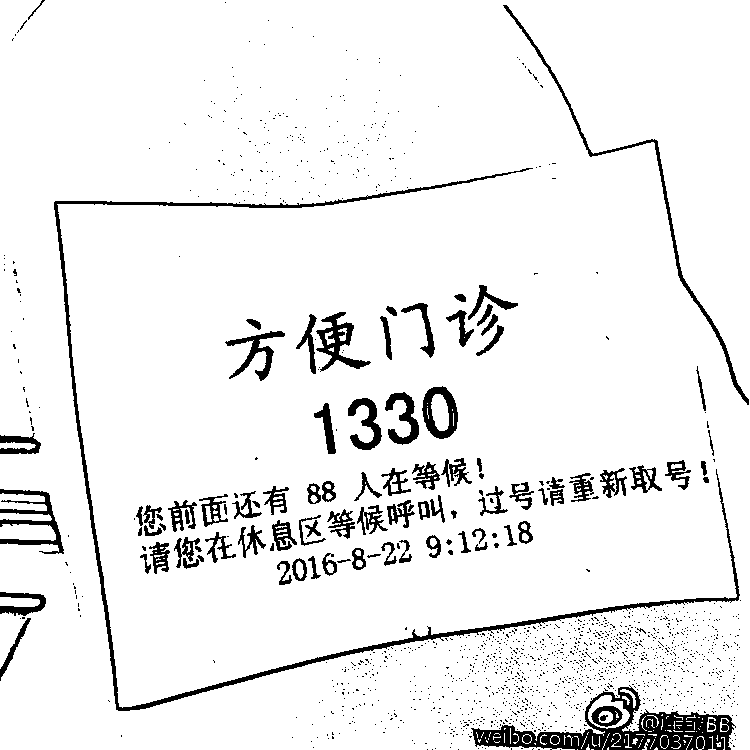 方便门诊
1330
您前面还有 88 人在等候!
请您在休息区等候呼叫，过号请重新取号!
2016-8-22 9:12:18
weibo.com/u/2177037011